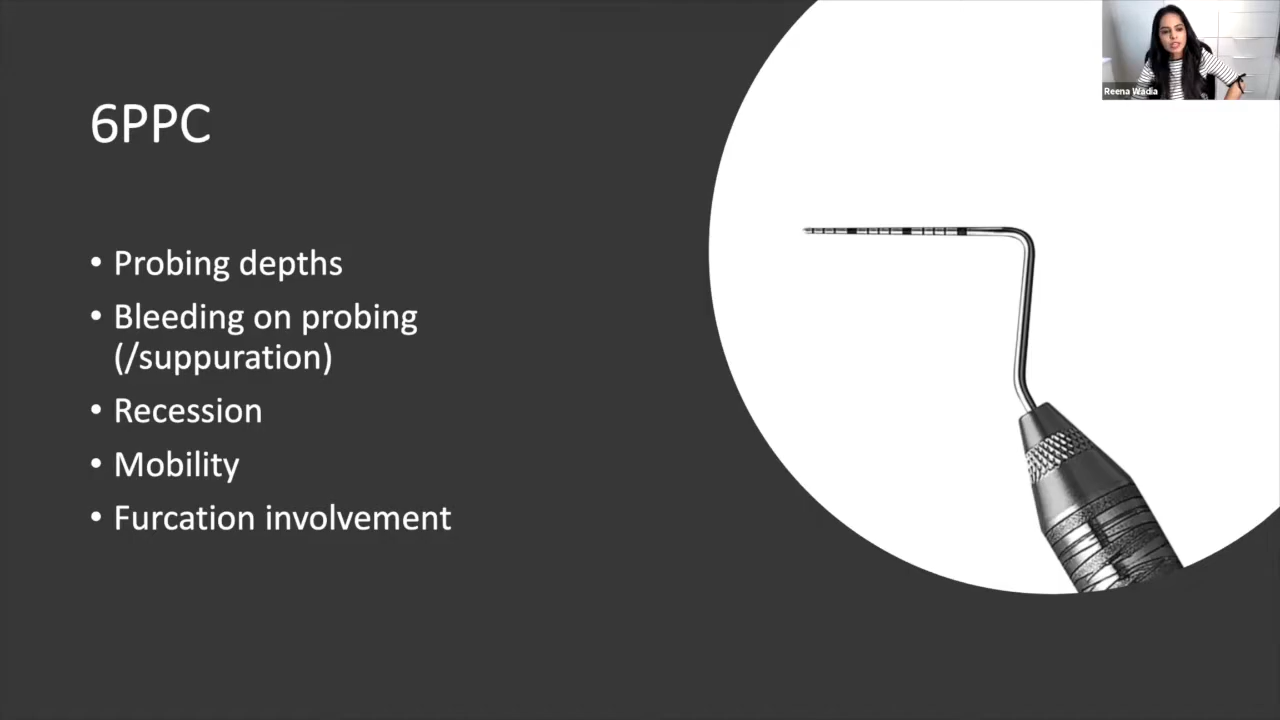 6PPC
• Probing depths
• Bleeding on probing
(/suppuration)
• Recession
• Mobility
• Furcation involvement
Reena Wadia